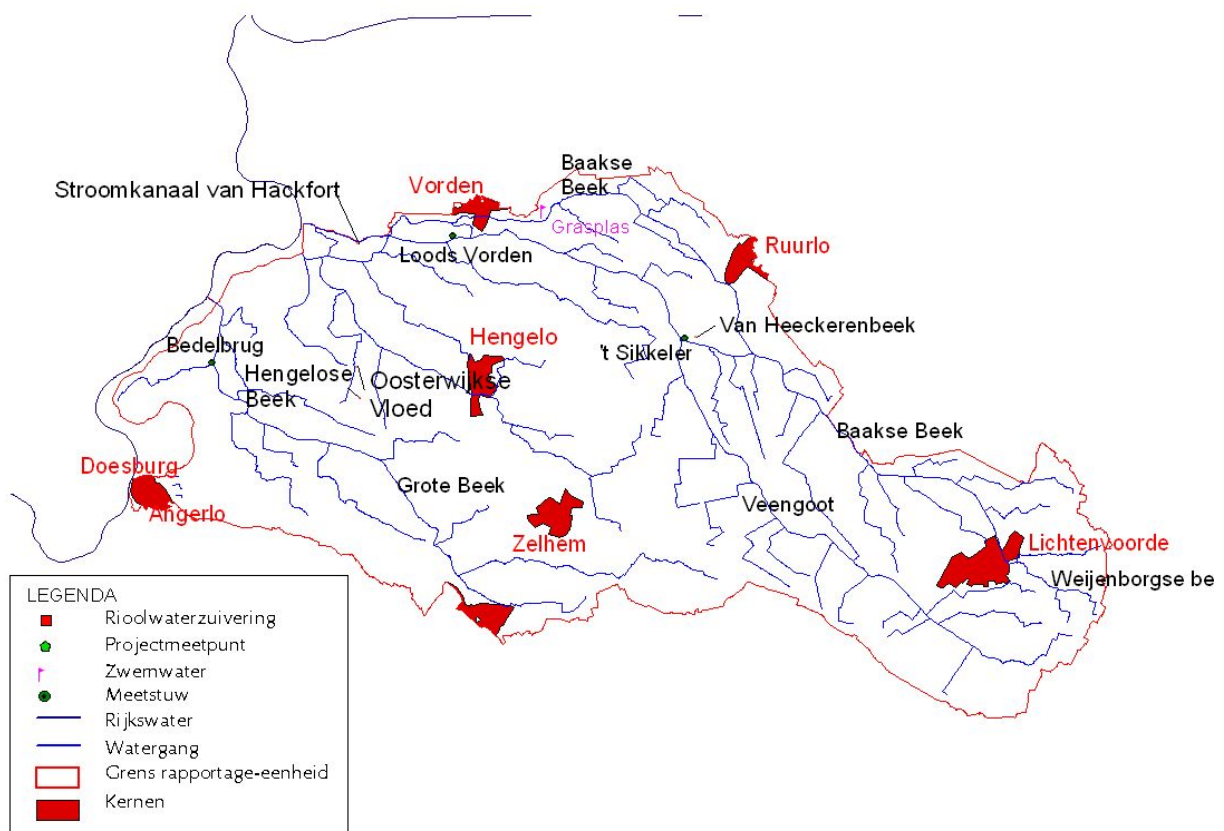 Baakse
Beek
Stroomkanaal van Hackfort
Vorden
Grasplas
Loods Vorden
Ruurlo
Van Heeckerenbeek
Hengelo
't Sikkeler
Bedelbrug
Hengelose
Beek
Oosterwijkse
Vloed
Baakse Beek
Doesburg
Angerlo
Grote Beek
Veengoot
Zelhem
Lichtenvoorde
Weijenborgse be
LEGENDA
Rioolwaterzuivering
Projectmeetpunt
Zwemwater
Meetstuw
Rijkswater
Watergang
Grens rapportage-eenheid
Kernen